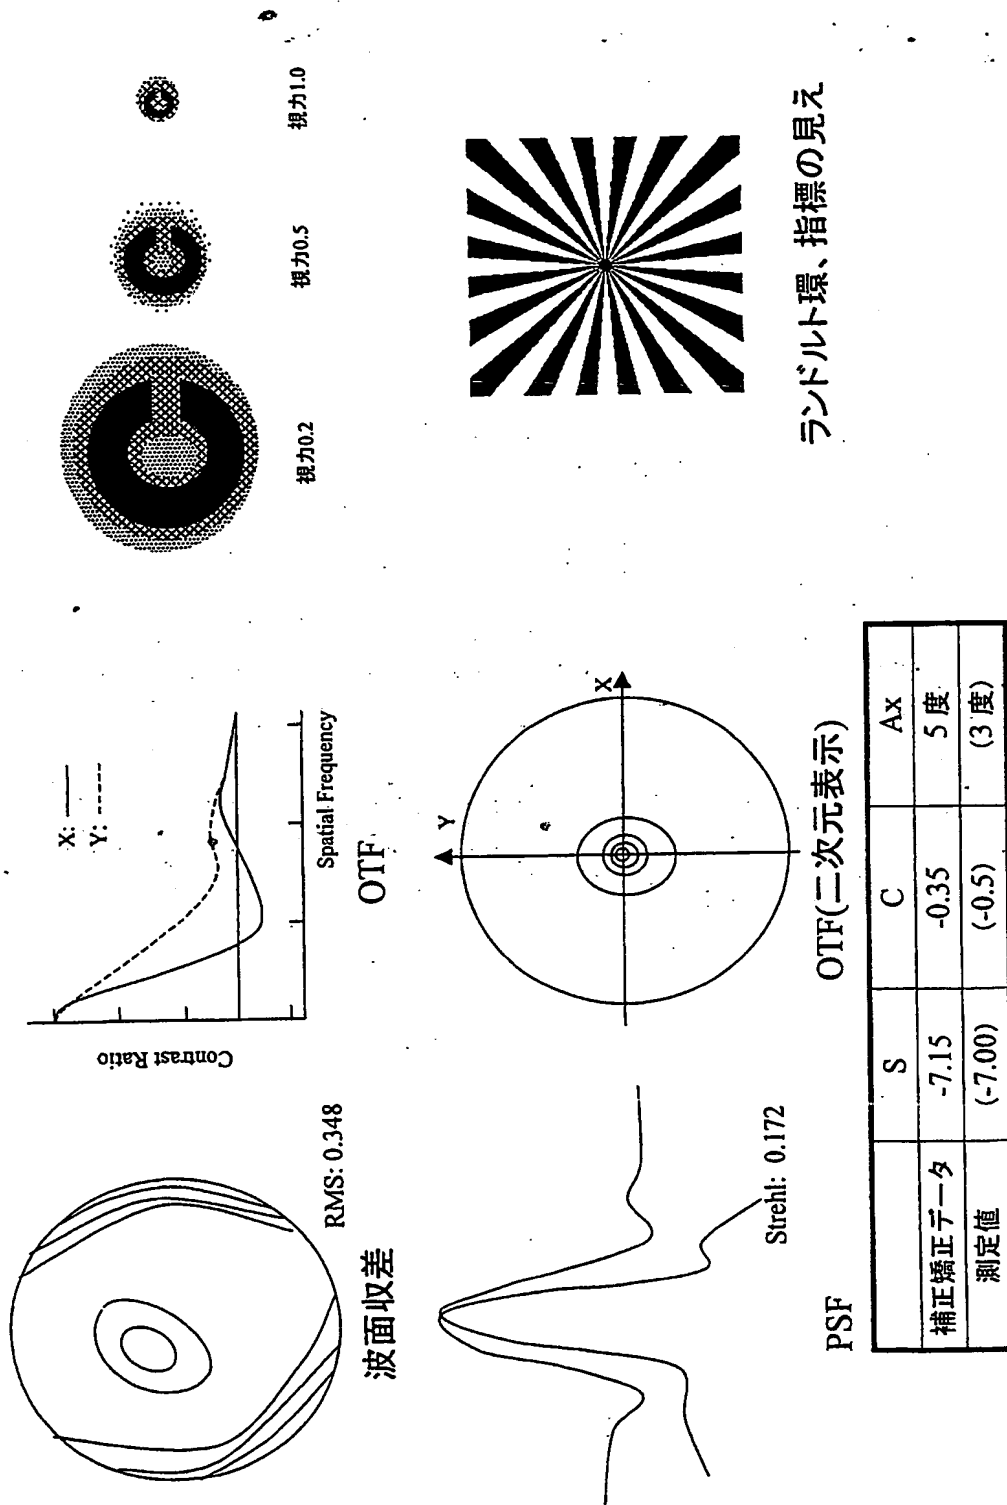 RMS: 0.348
波面収差
Contrast Ratio
X:
Y:
Spatial Frequency
OTF
視力0.2
視力0.5
視力1.0
Strehl: 0.172
PSF
Y
X
OTF(二次元表示)
ランドルト環、指標の見え
S C Ax
補正矯正データ -7.15 -0.35 5 度
測定値 (-7.00) (-0.5) (3 度)